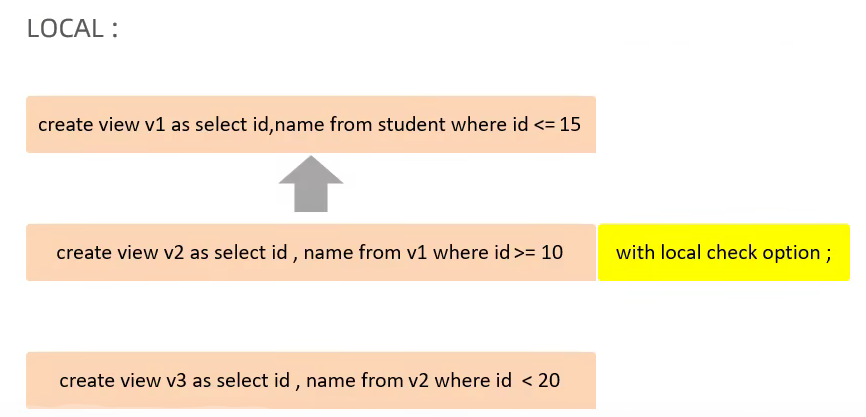 LOCAL :
create view v1 as select id,name from student where id <= 15
create view v2 as select id , name from v1 where id >= 10 with local check option ;
create view v3 as select id , name from v2 where id < 20